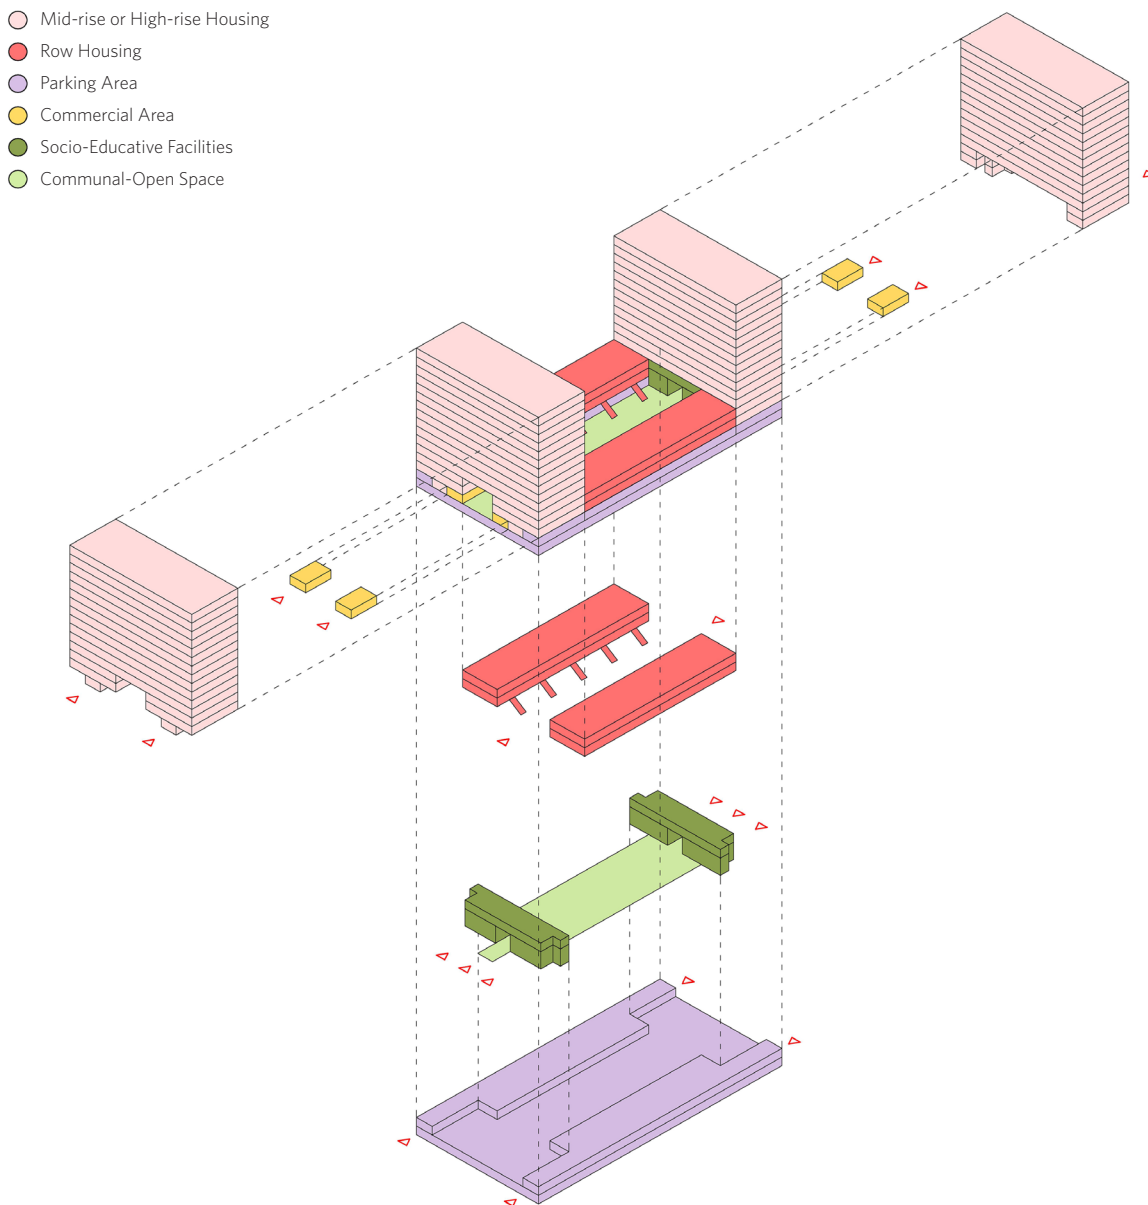 Mid-rise or High-rise Housing
Row Housing
Parking Area
Commercial Area
Socio-Educative Facilities
Communal-Open Space